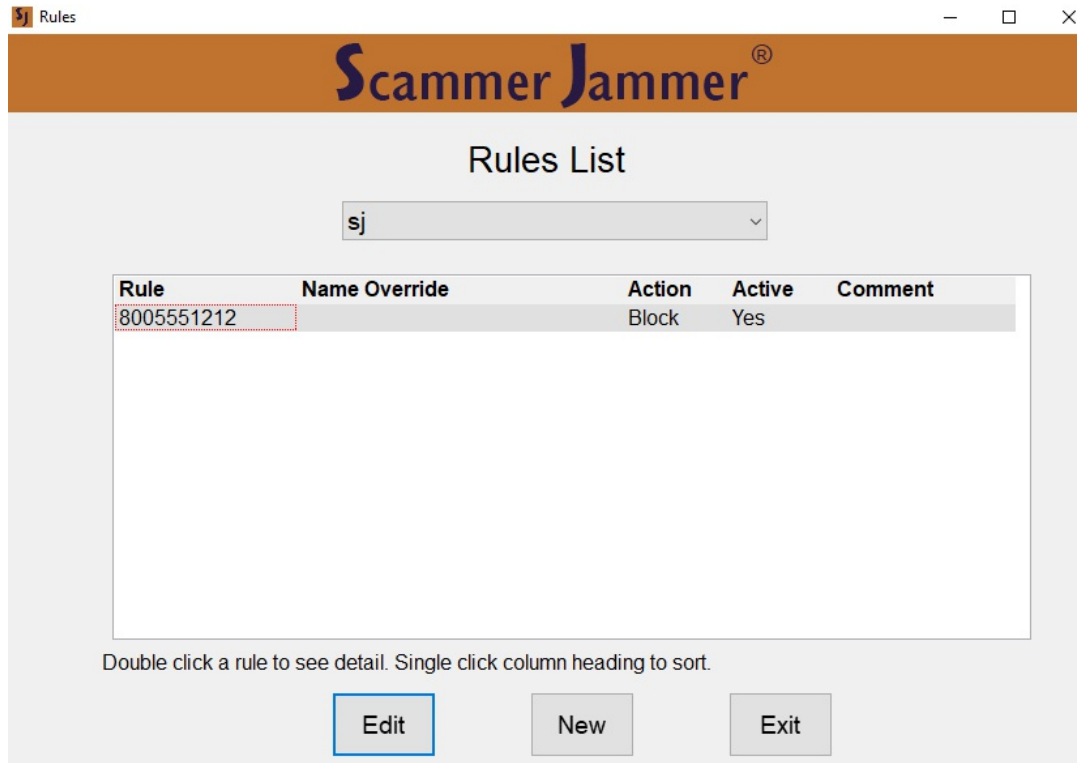 SJ Rules
Scammer Jammer®
Rules List
sj
Rule Name Override Action Active Comment
8005551212 Block Yes
Double click a rule to see detail. Single click column heading to sort.
Edit New Exit